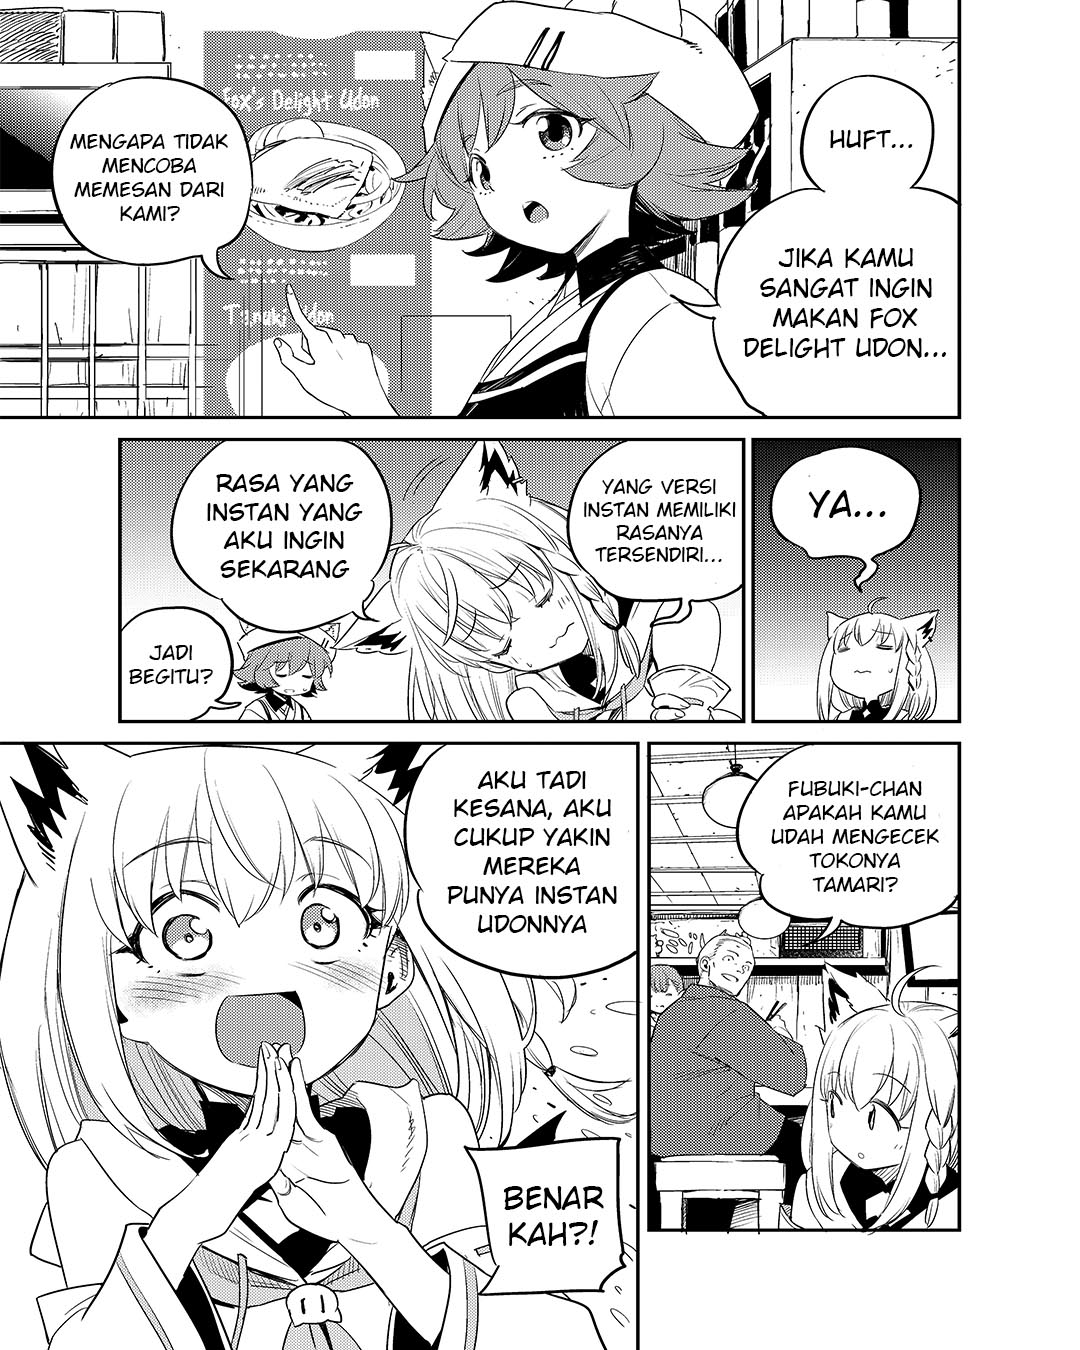 HUFT...
JIKA KAMU
SANGAT INGIN
MAKAN FOX
DELIGHT UDON...
MENGAPA TIDAK
MENCOBA
MEMESAN DARI
KAMI?
Fox's Delight Udon
Tanuki Udon
YA...
YANG VERSI
INSTAN MEMILIKI
RASANYA
TERSENDIRI...
RASA YANG
INSTAN YANG
AKU INGIN
SEKARANG
JADI
BEGITU?
FUBUKI-CHAN
APAKAH KAMU
UDAH MENGECEK
TOKONYA
TAMARI?
AKU TADI
KESANA, AKU
CUKUP YAKIN
MEREKA
PUNYA INSTAN
UDONNYA
BENAR
KAH?!